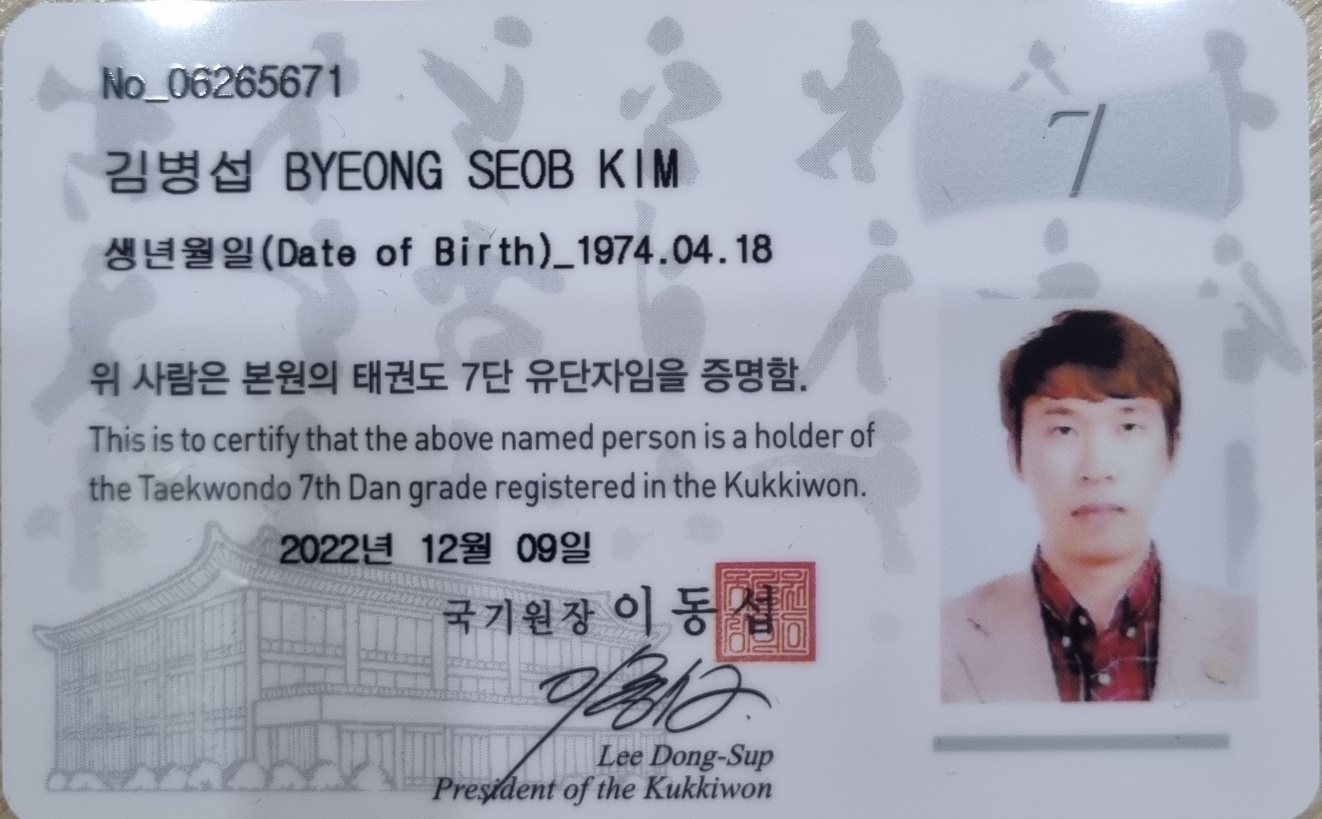 No_06265671
7
김병섭 BYEONG SEOB KIM
생년월일(Date of Birth)_1974.04.18
위 사람은 본원의 태권도 7단 유단자임을 증명함.
This is to certify that the above named person is a holder of
the Taekwondo 7th Dan grade registered in the Kukkiwon.
2022년 12월 09일
국기원장 이동섭
Lee Dong-Sup
President of the Kukkiwon